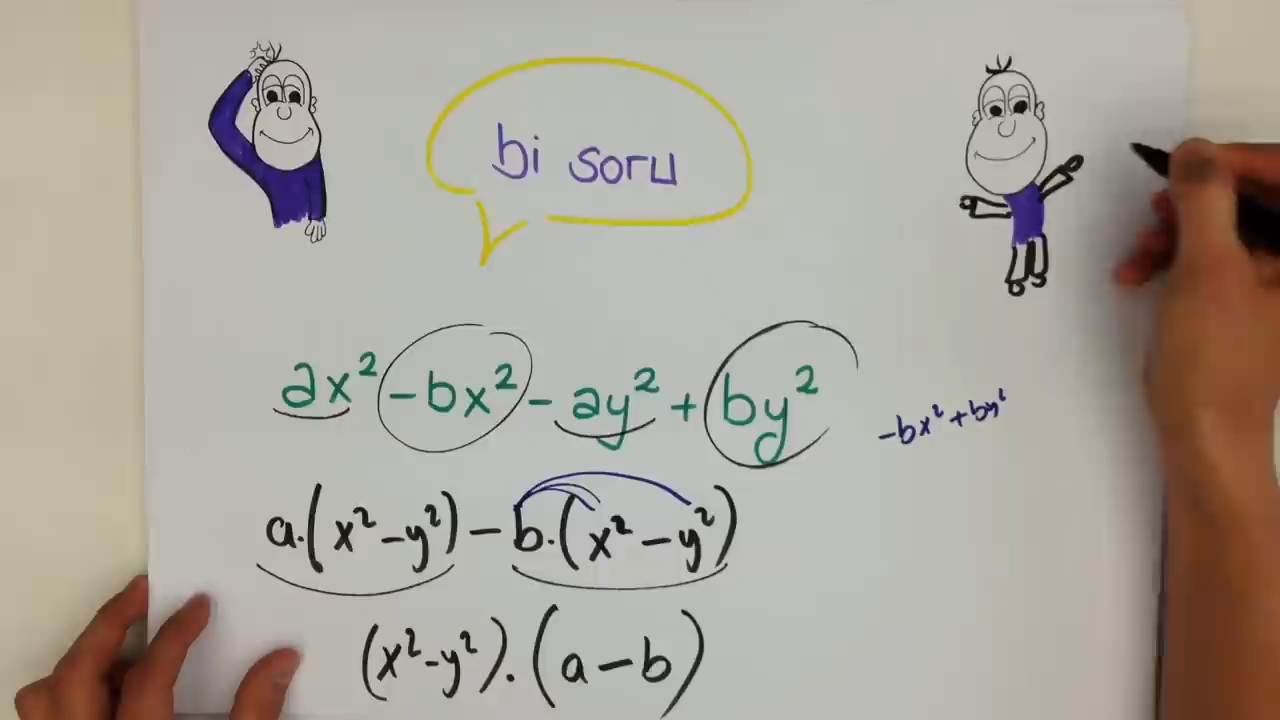 bi soru
ax² - bx² - ay² + by²
-bx² + by²
a.(x² - y²) - b.(x² - y²)
(x² - y²).(a - b)